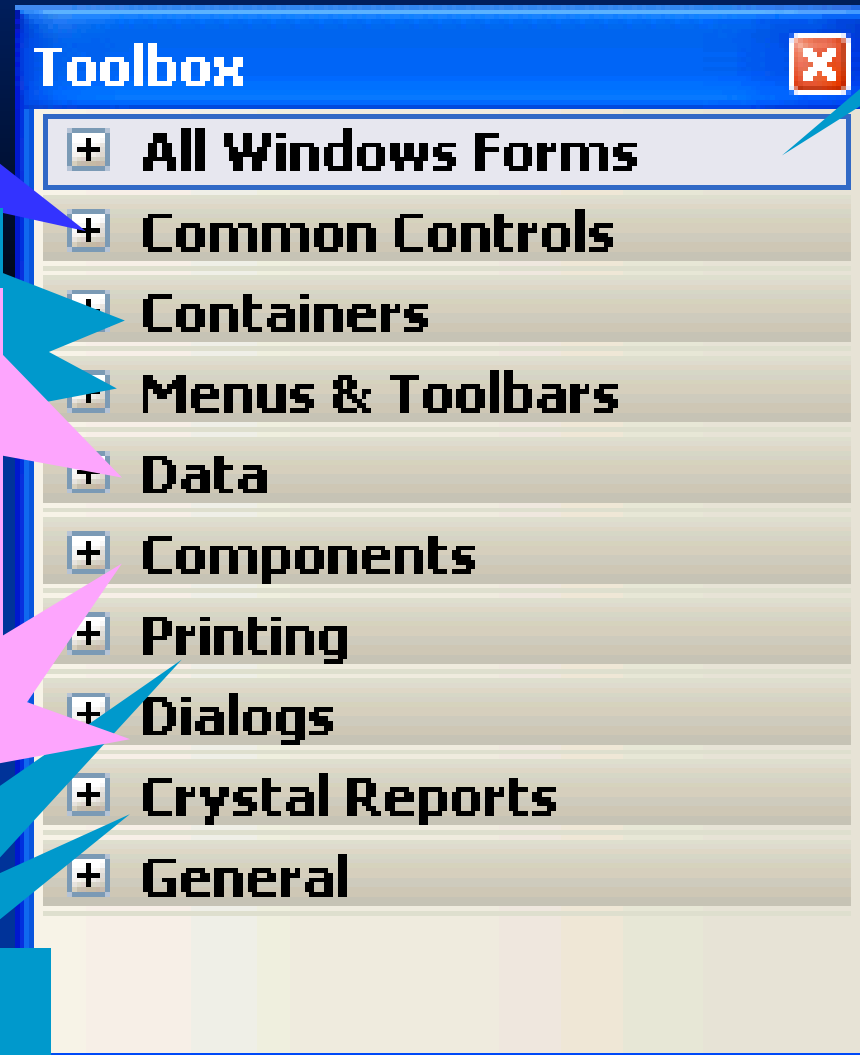 Toolbox
All Windows Forms
Common Controls
Containers
Menus & Toolbars
Data
Components
Printing
Dialogs
Crystal Reports
General